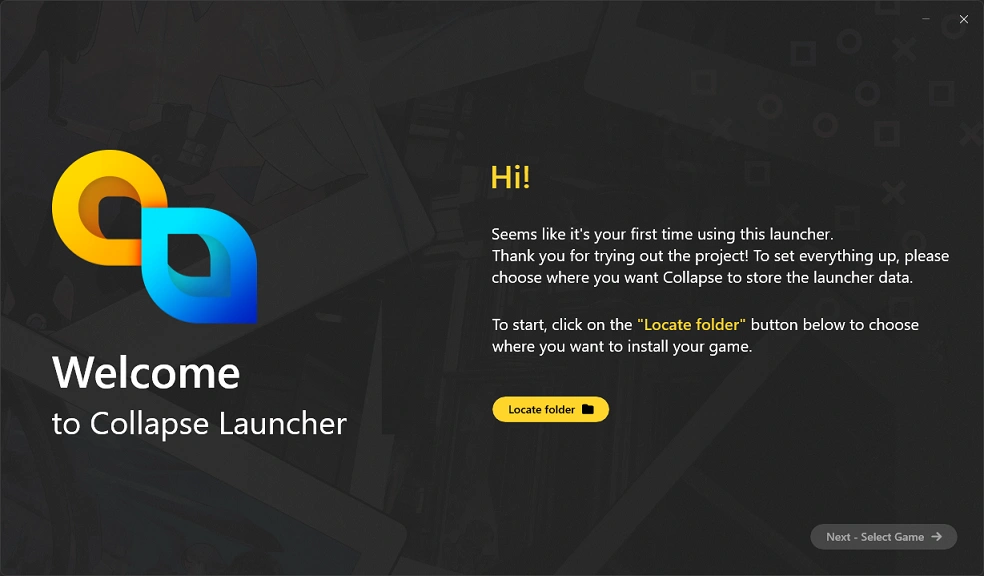 Hi!
Seems like it's your first time using this launcher.
Thank you for trying out the project! To set everything up, please
choose where you want Collapse to store the launcher data.
To start, click on the "Locate folder" button below to choose
where you want to install your game.
Locate folder
Welcome
to Collapse Launcher
Next - Select Game